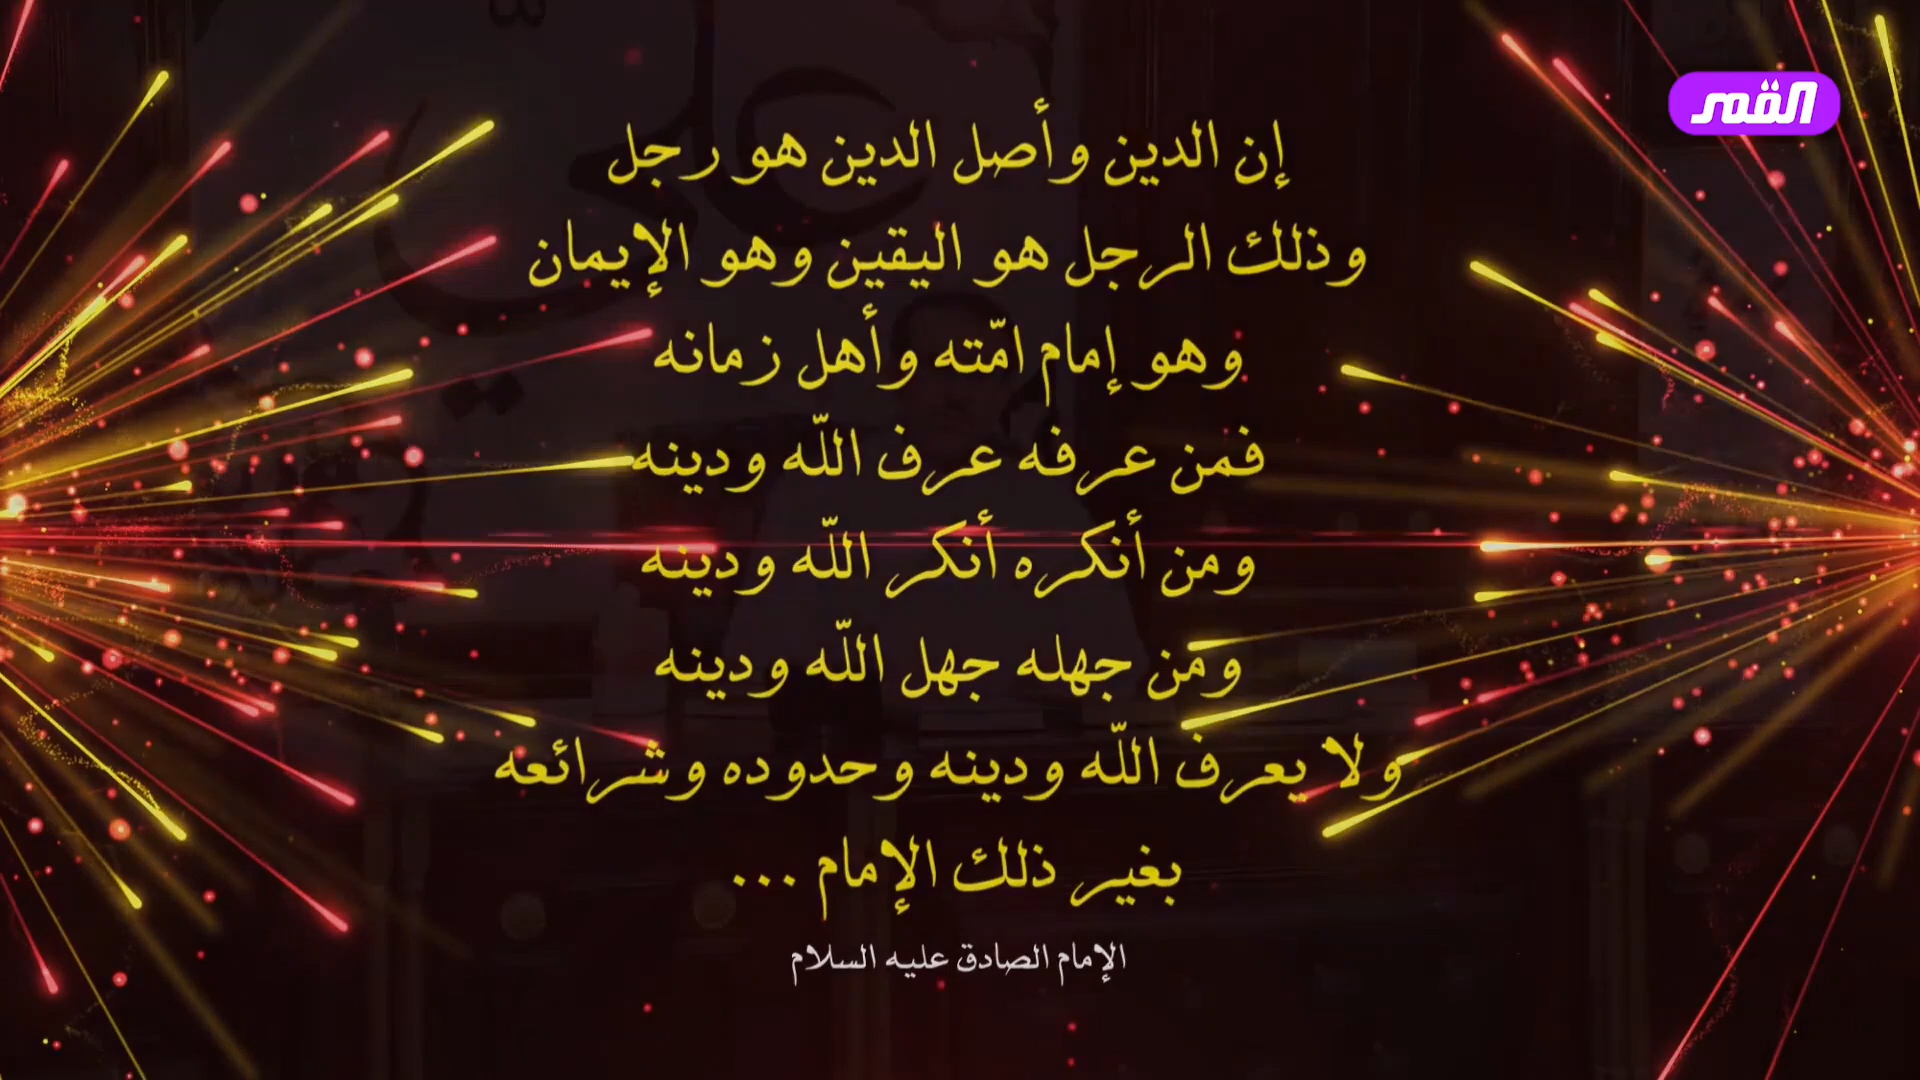 القمر
إن الدين وأصل الدين هو رجل
وذلك الرجل هو اليقين وهو الإيمان
وهو إمام امّته وأهل زمانه
فمن عرفه عرف اللّه ودينه
ومن أنكره أنكر اللّه ودينه
ومن جهله جهل اللّه ودينه
ولا يعرف اللّه ودينه وحدوده وشرائعه
بغير ذلك الإمام ...
الإمام الصادق عليه السلام